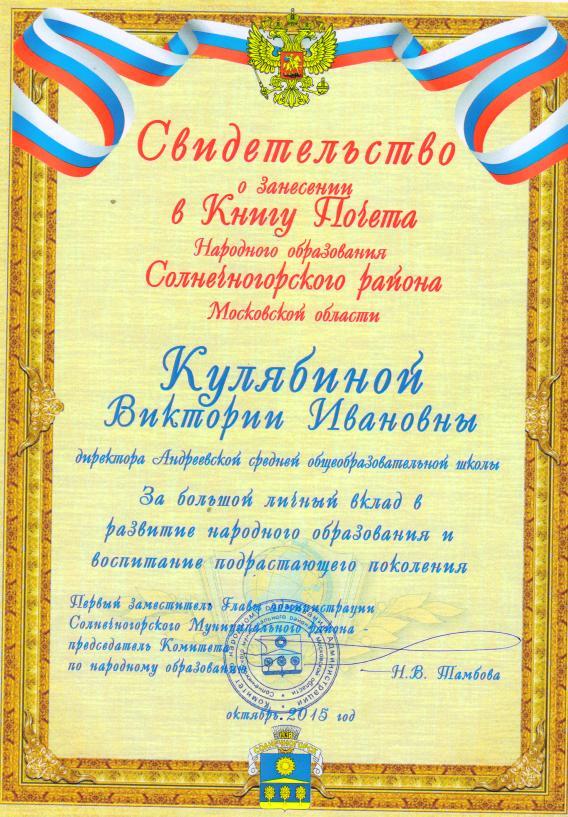 Свидетельство
о занесении
в Книгу Почета
Народного образования
Солнечногорского района
Московской области
Кулябиной
Виктории Ивановны
директора Андреевской средней общеобразовательной школы
За большой личный вклад в
развитие народного образования и
воспитание подрастающего поколения
Первый заместитель Главы администрации
Солнечногорского Муниципального района -
председатель Комитета
по народному образованию
Н.В. Тамбова
октябрь 2015 год
СОЛНЕЧНОГОРСК